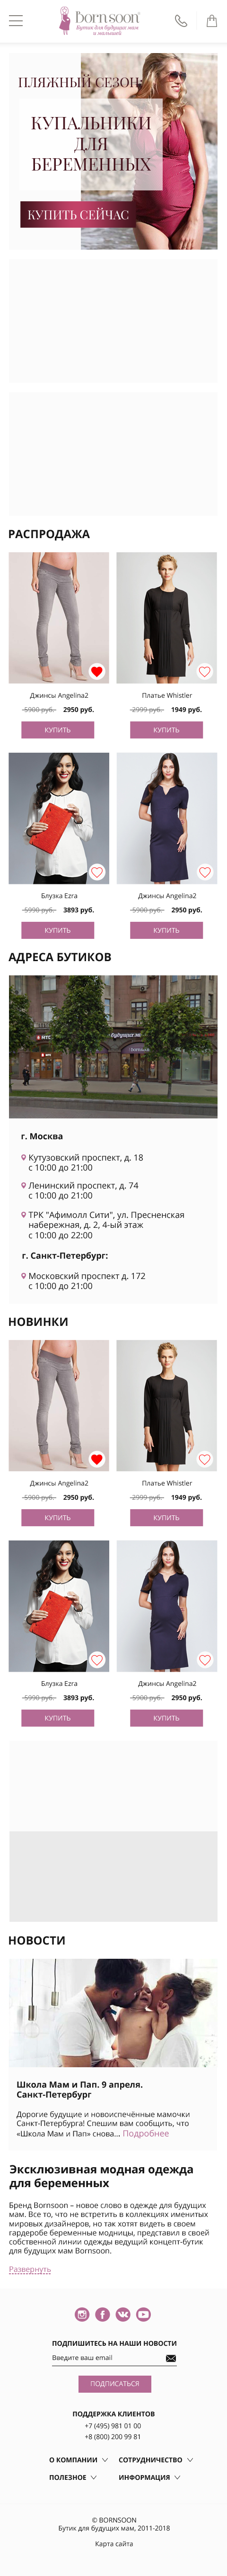 Bornsoon
Бутик для будущих мам
и малышей
ПЛЯЖНЫЙ СЕЗОН
КУПАЛЬНИКИ
ДЛЯ
БЕРЕМЕННЫХ
КУПИТЬ СЕЙЧАС
РАСПРОДАЖА
Джинсы Angelina2
5900 руб. 2950 руб.
КУПИТЬ
Платье Whistler
2999 руб. 1949 руб.
КУПИТЬ
Блузка Ezra
5990 руб. 3893 руб.
КУПИТЬ
Джинсы Angelina2
5900 руб. 2950 руб.
КУПИТЬ
АДРЕСА БУТИКОВ
МТС
будущая мама
г. Москва
Кутузовский проспект, д. 18
с 10:00 до 21:00
Ленинский проспект, д. 74
с 10:00 до 21:00
ТРК "Афимолл Сити", ул. Пресненская
набережная, д. 2, 4-ый этаж
с 10:00 до 22:00
г. Санкт-Петербург:
Московский проспект д. 172
с 10:00 до 21:00
НОВИНКИ
Джинсы Angelina2
5900 руб. 2950 руб.
КУПИТЬ
Платье Whistler
2999 руб. 1949 руб.
КУПИТЬ
Блузка Ezra
5990 руб. 3893 руб.
КУПИТЬ
Джинсы Angelina2
5900 руб. 2950 руб.
КУПИТЬ
НОВОСТИ
Школа Мам и Пап. 9 апреля.
Санкт-Петербург
Дорогие будущие и новоиспечённые мамочки
Санкт-Петербурга! Спешим вам сообщить, что
«Школа Мам и Пап» снова... Подробнее
Эксклюзивная модная одежда
для беременных
Бренд Bornsoon – новое слово в одежде для будущих
мам. Все то, что не встретить в коллекциях именитых
мировых дизайнеров, но так хотят видеть в своем
гардеробе беременные модницы, представил в своей
собственной линии одежды ведущий концепт-бутик
для будущих мам Bornsoon.
Развернуть
ПОДПИШИТЕСЬ НА НАШИ НОВОСТИ
Введите ваш email
ПОДПИСАТЬСЯ
ПОДДЕРЖКА КЛИЕНТОВ
+7 (495) 981 01 00
+8 (800) 200 99 81
О КОМПАНИИ
СОТРУДНИЧЕСТВО
ПОЛЕЗНОЕ
ИНФОРМАЦИЯ
© BORNSOON
Бутик для будущих мам, 2011-2018
Карта сайта